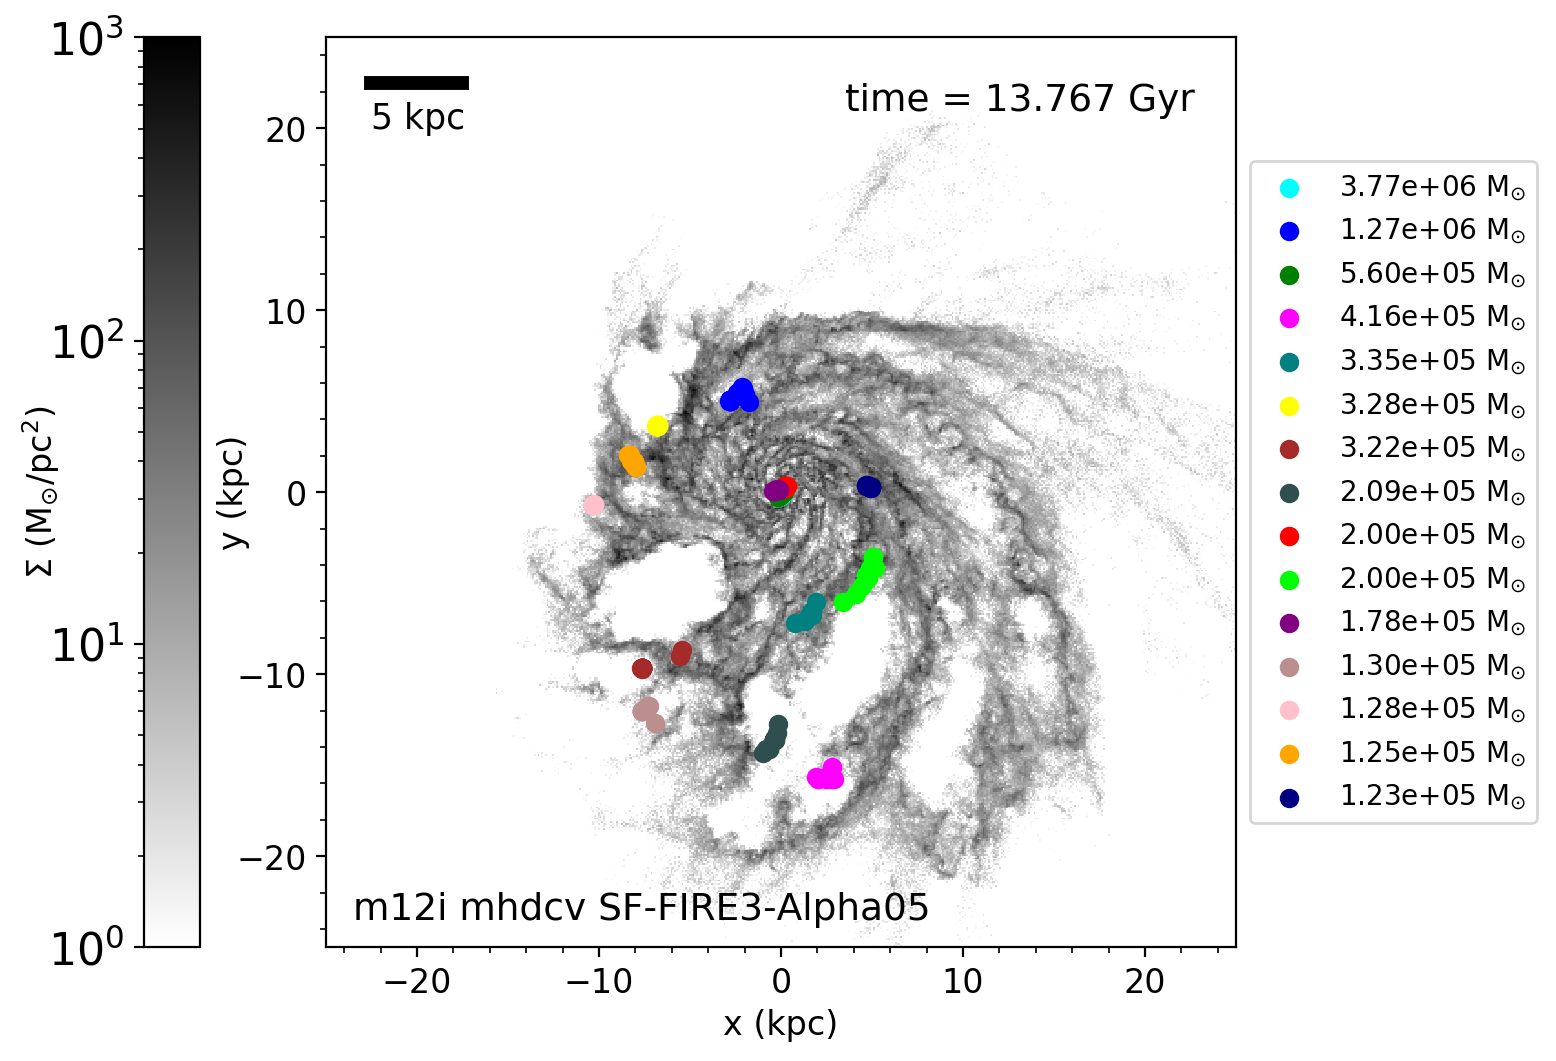 10³
10²
10¹
10⁰
Σ (M⊙/pc²)
y (kpc)
20
10
0
−10
−20
5 kpc
time = 13.767 Gyr
m12i mhdcv SF-FIRE3-Alpha05
−20
−10
0
10
20
x (kpc)
3.77e+06 M⊙
1.27e+06 M⊙
5.60e+05 M⊙
4.16e+05 M⊙
3.35e+05 M⊙
3.28e+05 M⊙
3.22e+05 M⊙
2.09e+05 M⊙
2.00e+05 M⊙
2.00e+05 M⊙
1.78e+05 M⊙
1.30e+05 M⊙
1.28e+05 M⊙
1.25e+05 M⊙
1.23e+05 M⊙